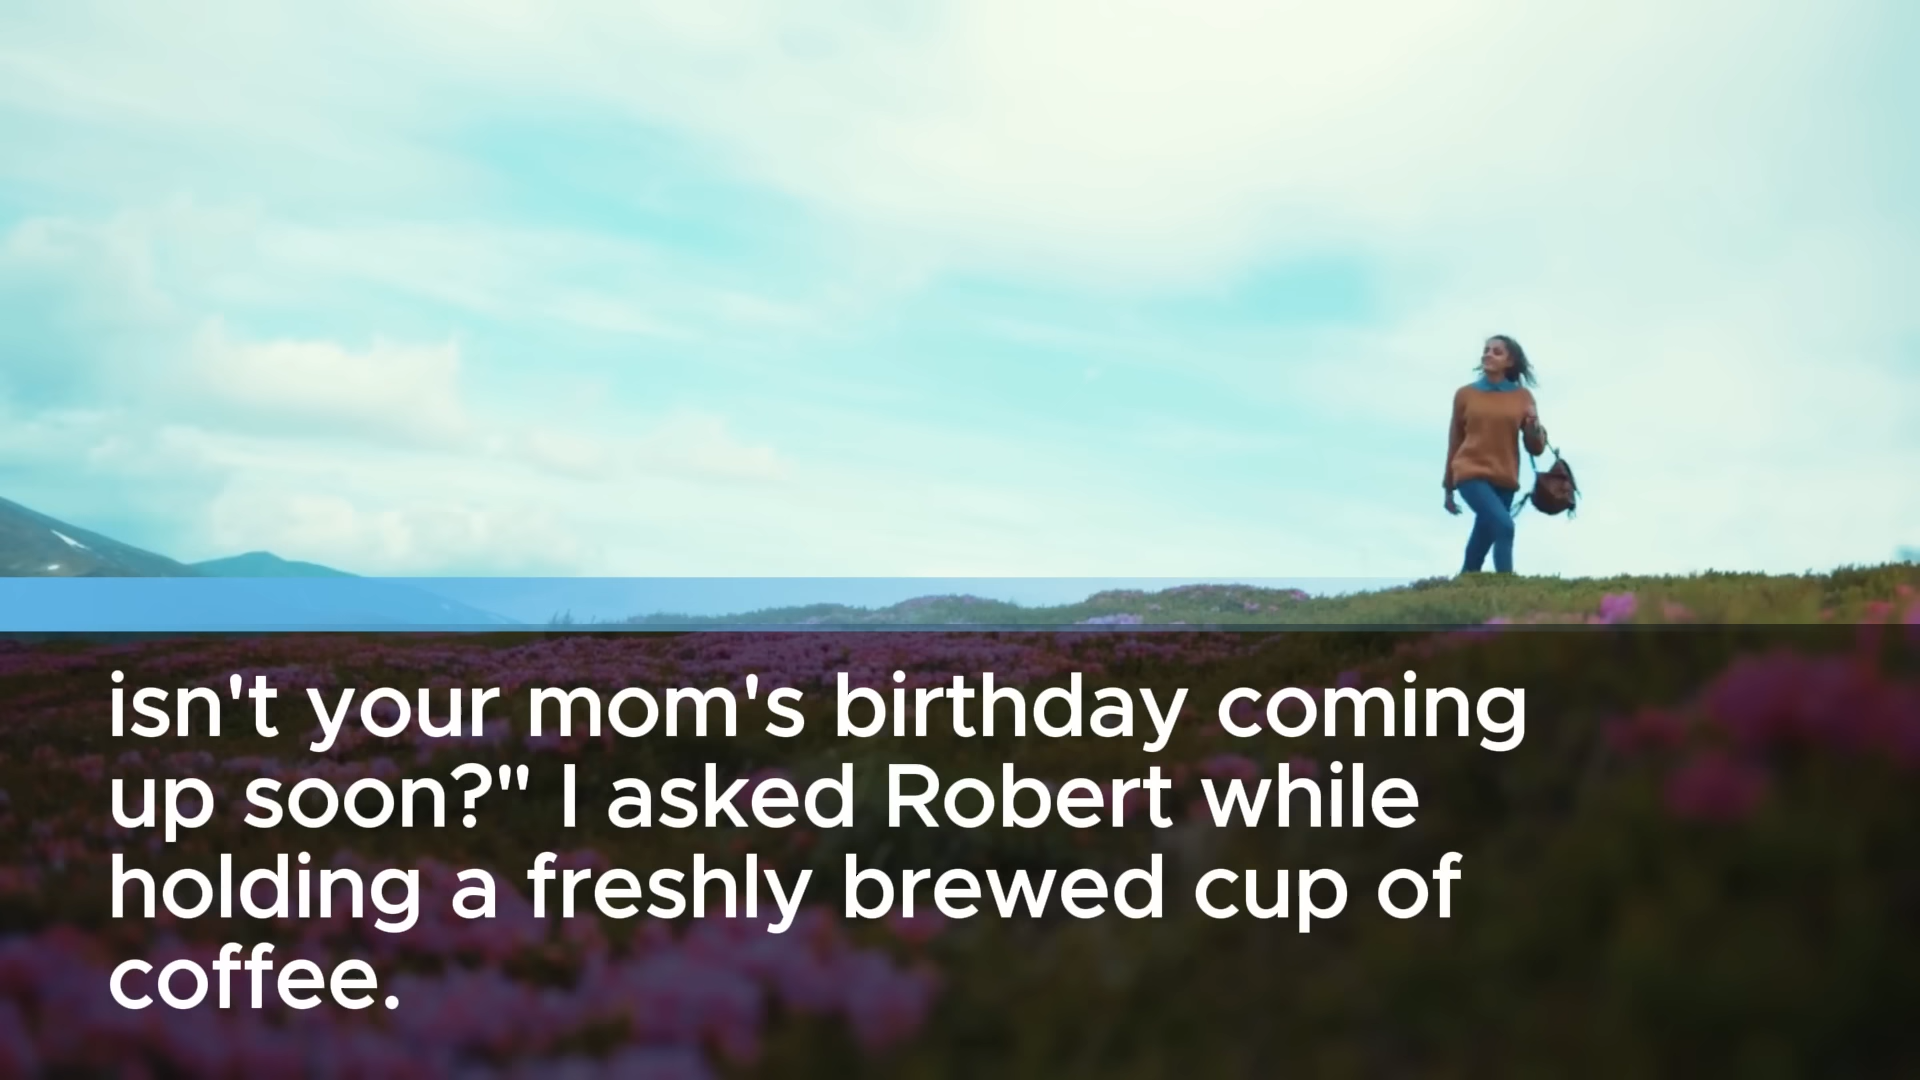 isn't your mom's birthday coming
up soon?" I asked Robert while
holding a freshly brewed cup of
coffee.